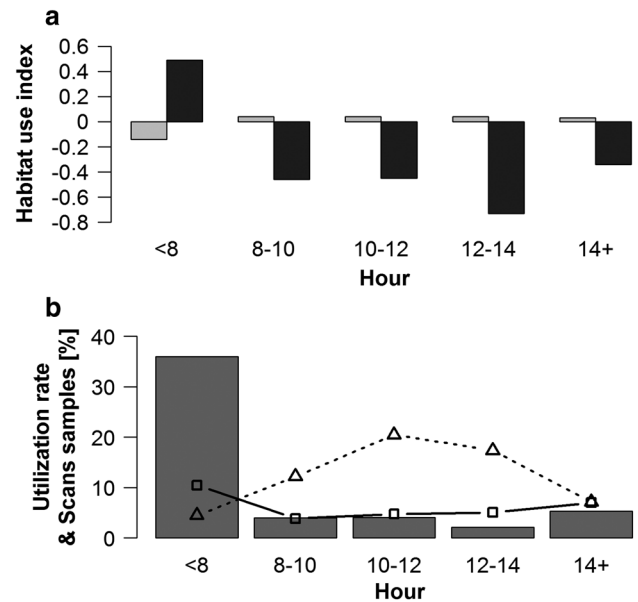 a
Habitat use index
0.6
0.4
0.2
0
-0.2
-0.4
-0.6
-0.8
<8 8-10 10-12 12-14 14+
Hour
b
Utilization rate
& Scans samples [%]
40
30
20
10
0
<8 8-10 10-12 12-14 14+
Hour